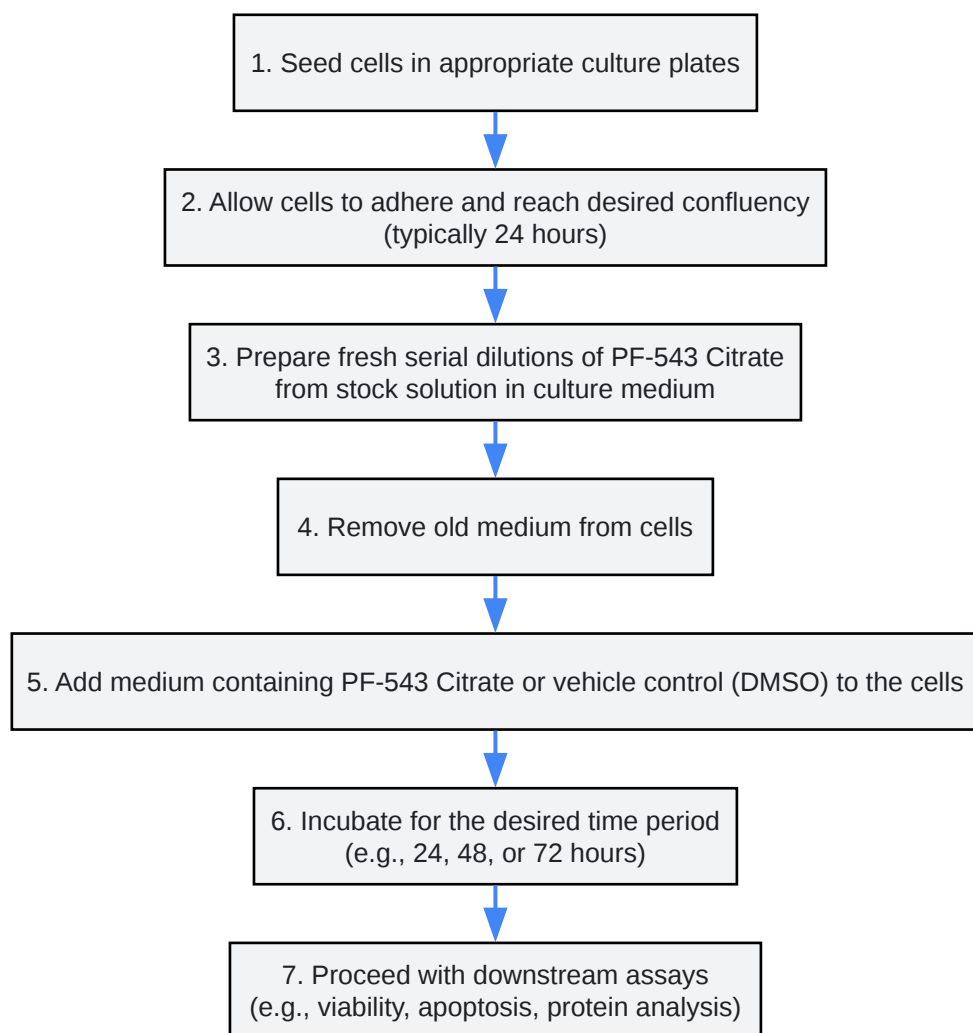 1. Seed cells in appropriate culture plates
2. Allow cells to adhere and reach desired confluency
(typically 24 hours)
3. Prepare fresh serial dilutions of PF-543 Citrate
from stock solution in culture medium
4. Remove old medium from cells
5. Add medium containing PF-543 Citrate or vehicle control (DMSO) to the cells
6. Incubate for the desired time period
(e.g., 24, 48, or 72 hours)
7. Proceed with downstream assays
(e.g., viability, apoptosis, protein analysis)